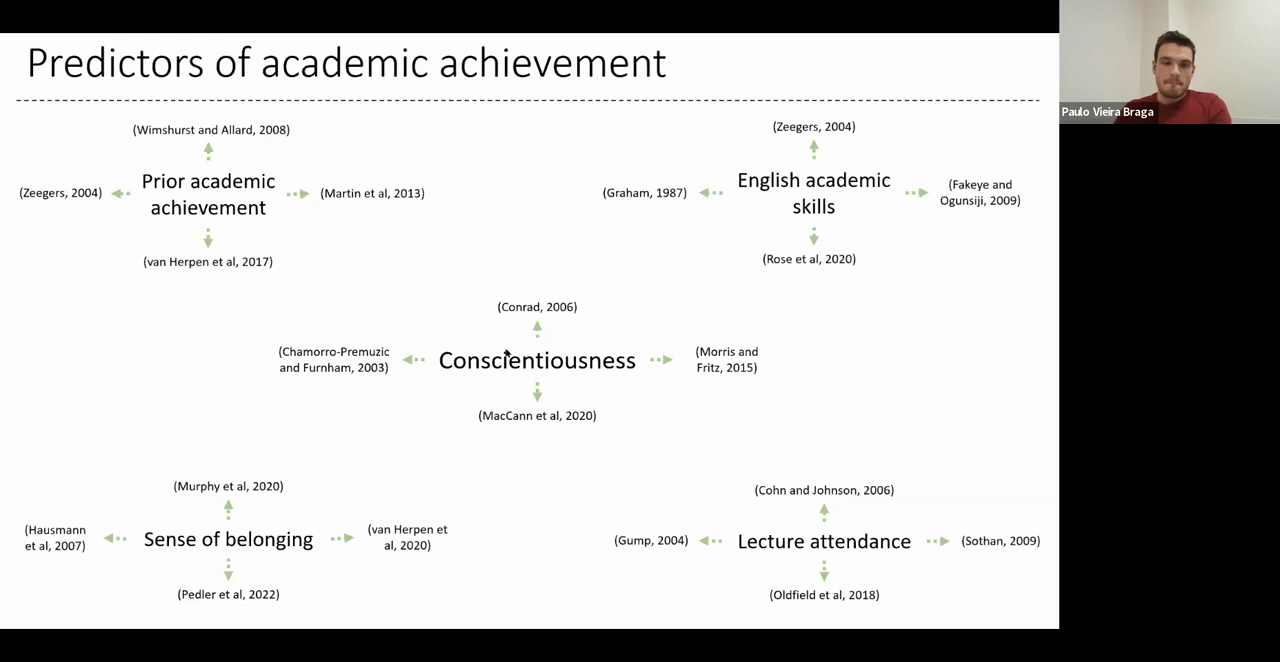 Predictors of academic achievement
Paulo Vieira Braga
(Wimshurst and Allard, 2008)
(Zeegers, 2004)
Prior academic
achievement
(Martin et al, 2013)
(van Herpen et al, 2017)
(Zeegers, 2004)
(Graham, 1987)
English academic
skills
(Fakeye and
Ogunsiji, 2009)
(Rose et al, 2020)
(Conrad, 2006)
(Chamorro-Premuzic
and Furnham, 2003)
Conscientiousness
(Morris and
Fritz, 2015)
(MacCann et al, 2020)
(Murphy et al, 2020)
(Hausmann
et al, 2007)
Sense of belonging
(van Herpen et
al, 2020)
(Pedler et al, 2022)
(Cohn and Johnson, 2006)
(Gump, 2004)
Lecture attendance
(Sothan, 2009)
(Oldfield et al, 2018)